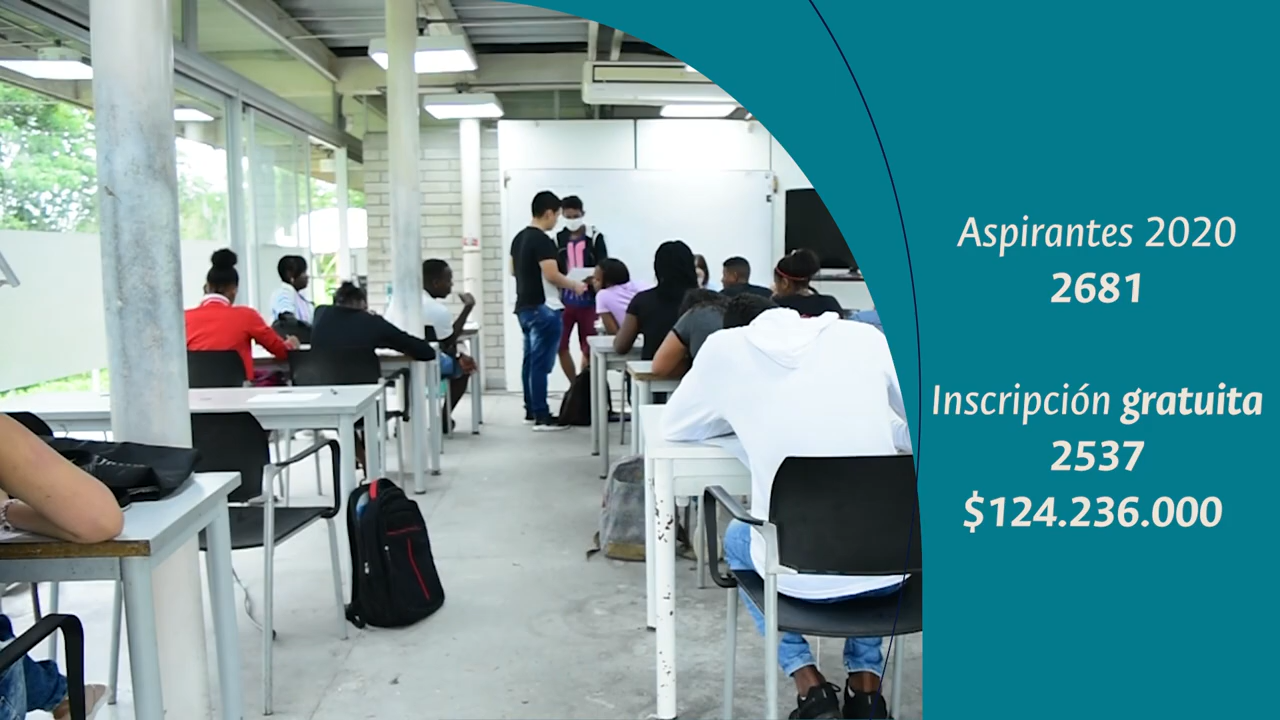 Aspirantes 2020
2681
Inscripción gratuita
2537
$124.236.000